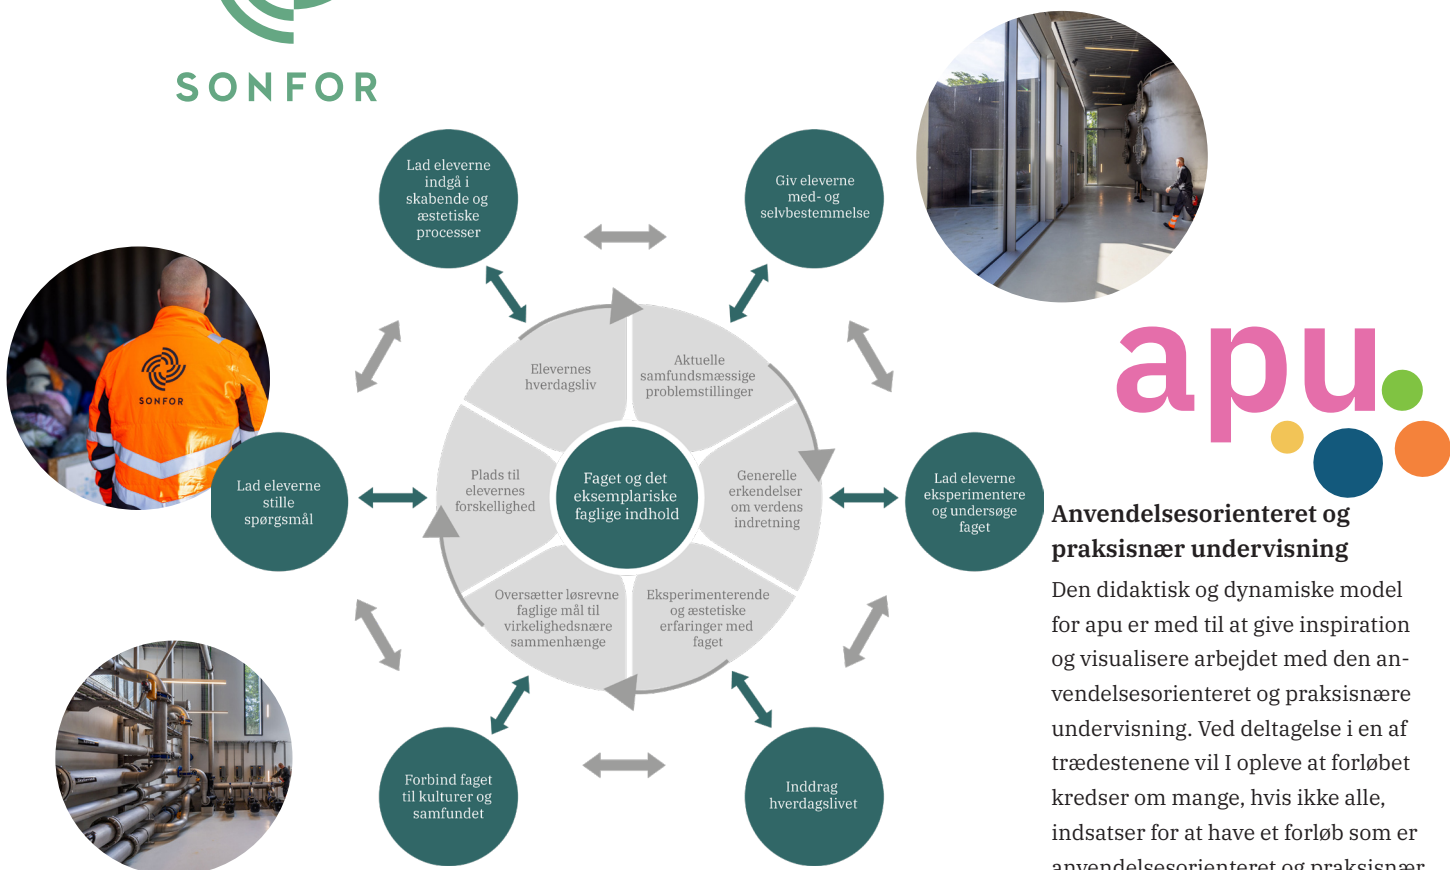 SONFOR
Lad eleverne
indgå i
skabende og
æstetiske
processer
Giv eleverne
med- og
selvbestemmelse
SONFOR
Elevernes
hverdagsliv
Aktuelle
samfundsmæssige
problemstillinger
apu
Lad eleverne
stille
spørgsmål
Plads til
elevernes
forskellighed
Faget og det
eksemplariske
faglige indhold
Generelle
erkendelser
om verdens
indretning
Lad eleverne
eksperimentere
og undersøge
faget
Oversætter løsrevne
faglige mål til
virkelighedsnære
sammenhænge
Eksperimenterende
og æstetiske
erfaringer med
faget
Forbind faget
til kulturer og
samfundet
Inddrag
hverdagslivet
Anvendelsesorienteret og
praksisnær undervisning
Den didaktisk og dynamiske model
for apu er med til at give inspiration
og visualisere arbejdet med den an-
vendelsesorienteret og praksisnære
undervisning. Ved deltagelse i en af
trædestenene vil I opleve at forløbet
kredser om mange, hvis ikke alle,
indsatser for at have et forløb som er
anvendelsesorienteret og praksisnær